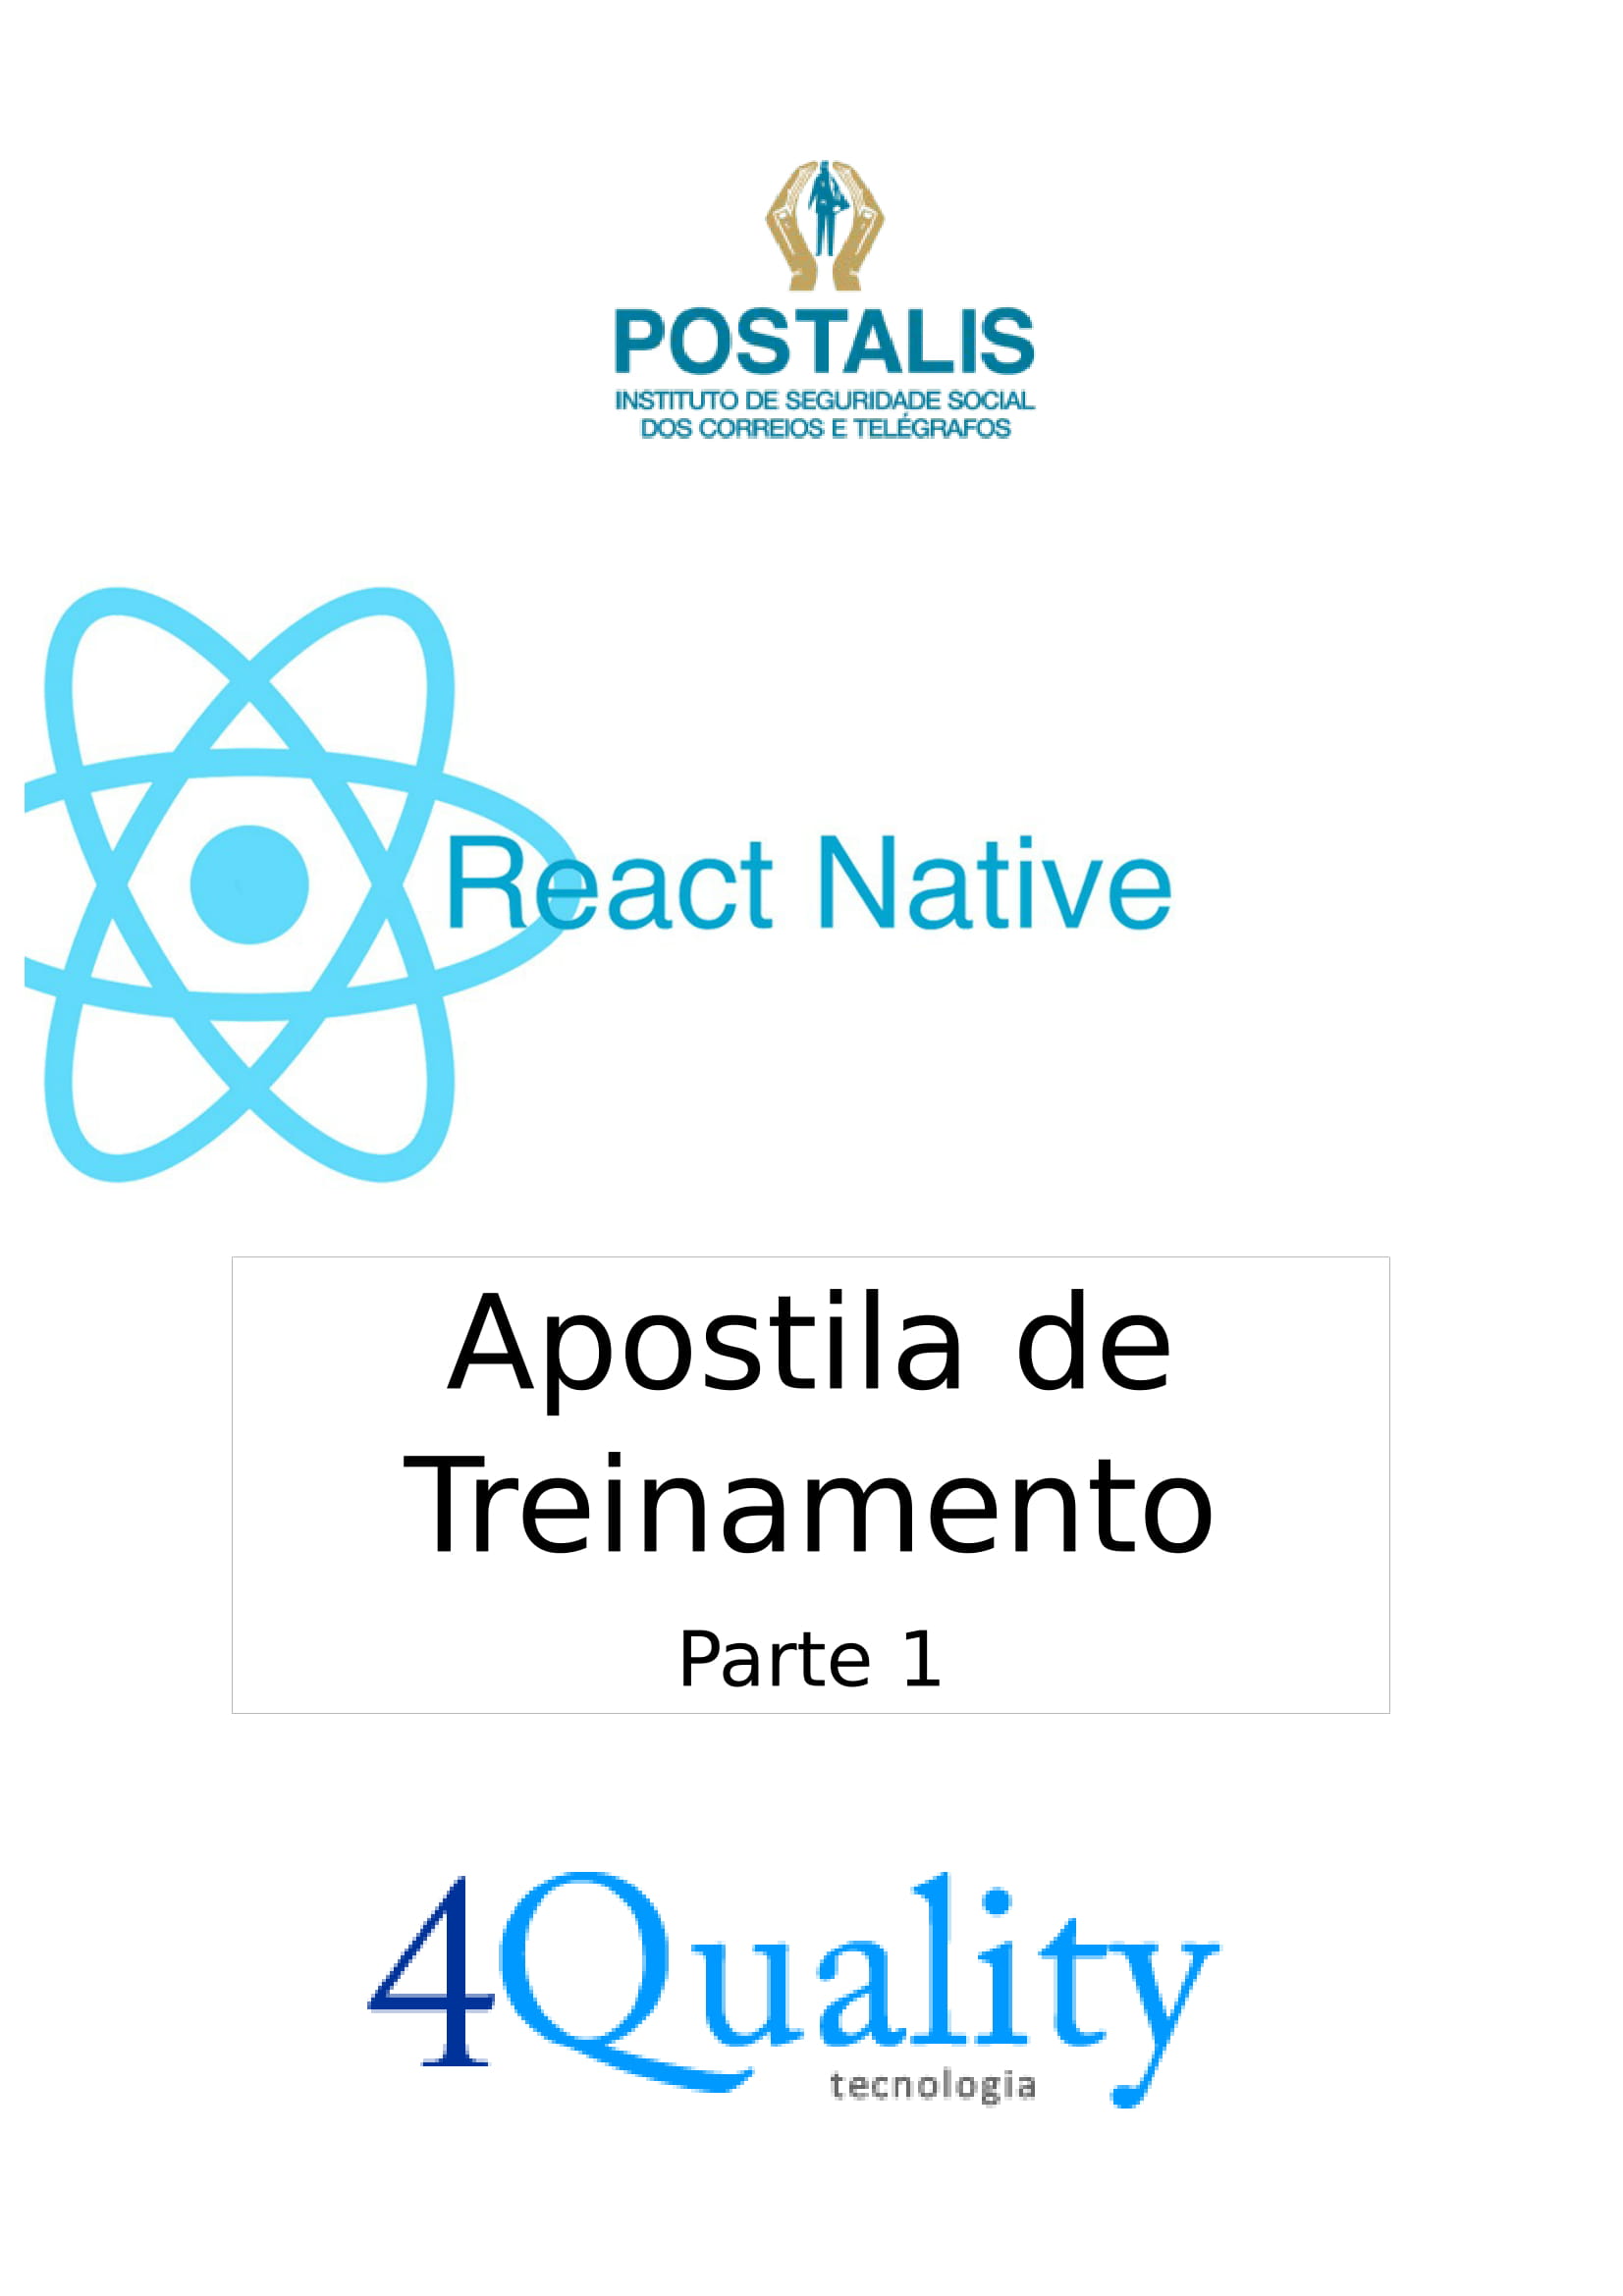 POSTALIS
INSTITUTO DE SEGURIDADE SOCIAL
DOS CORREIOS E TELÉGRAFOS
React Native
Apostila de
Treinamento
Parte 1
4Quality
tecnologia